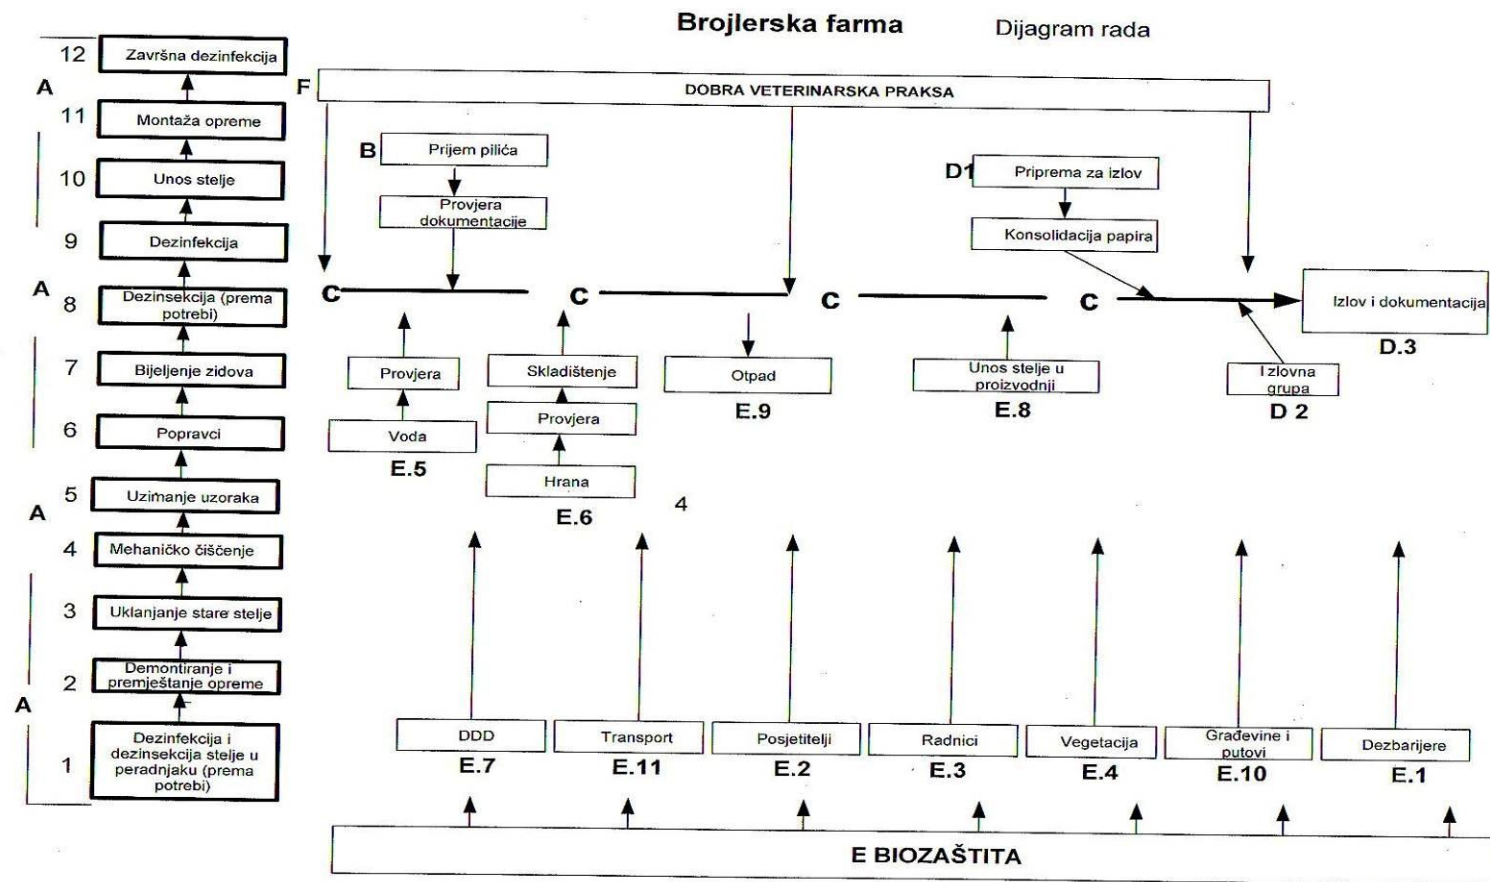 Brojlerska farma Dijagram rada
12 Završna dezinfekcija
A
11 Montaža opreme
10 Unos stelje
9 Dezinfekcija
A
8 Dezinsekcija (prema
potrebi)
7 Bijeljenje zidova
6 Popravci
5 Uzimanje uzoraka
A
4 Mehaničko čišćenje
3 Uklanjanje stare stelje
2 Demontiranje i
premještanje opreme
A
1 Dezinfekcija i
dezinsekcija stelje u
peradnjaku (prema
potrebi)
F DOBRA VETERINARSKA PRAKSA
B Prijem pilića
Provjera
dokumentacije
D1 Priprema za izlov
Konsolidacija papira
C C C C
Izlov i dokumentacija
D.3
Provjera
Voda
E.5
Skladištenje
Provjera
Hrana
E.6
4
Otpad
E.9
Unos stelje u
proizvodnji
E.8
Izlovna
grupa
D 2
DDD
E.7
Transport
E.11
Posjetitelji
E.2
Radnici
E.3
Vegetacija
E.4
Građevine i
putovi
E.10
Dezbarijere
E.1
E BIOZAŠTITA